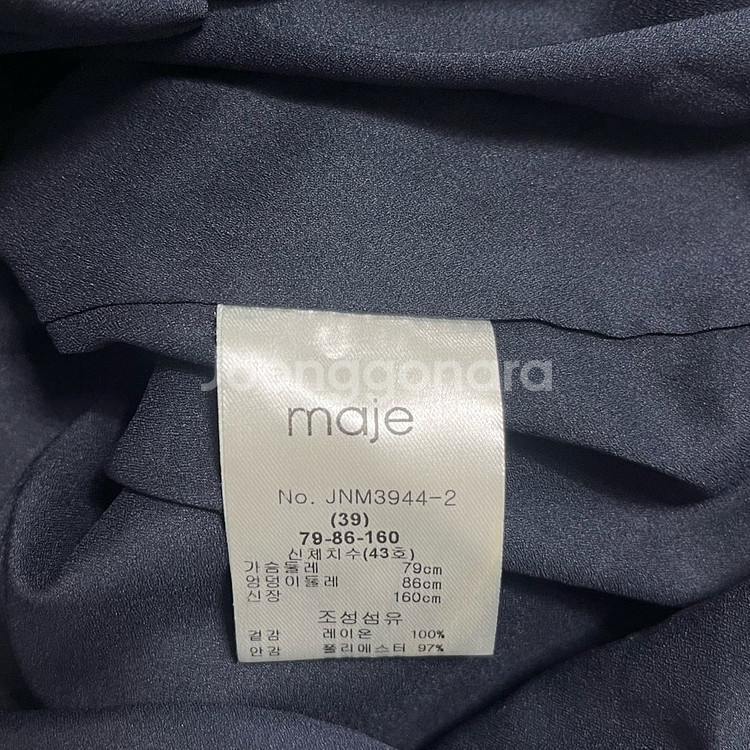 Joonggonara
maje
No. JNM3944-2
(39)
79-86-160
신체치수(43호)
가슴둘레 79cm
엉덩이둘레 86cm
신장 160cm
조성섬유
겉감 레이온 100%
안감 폴리에스터 97%